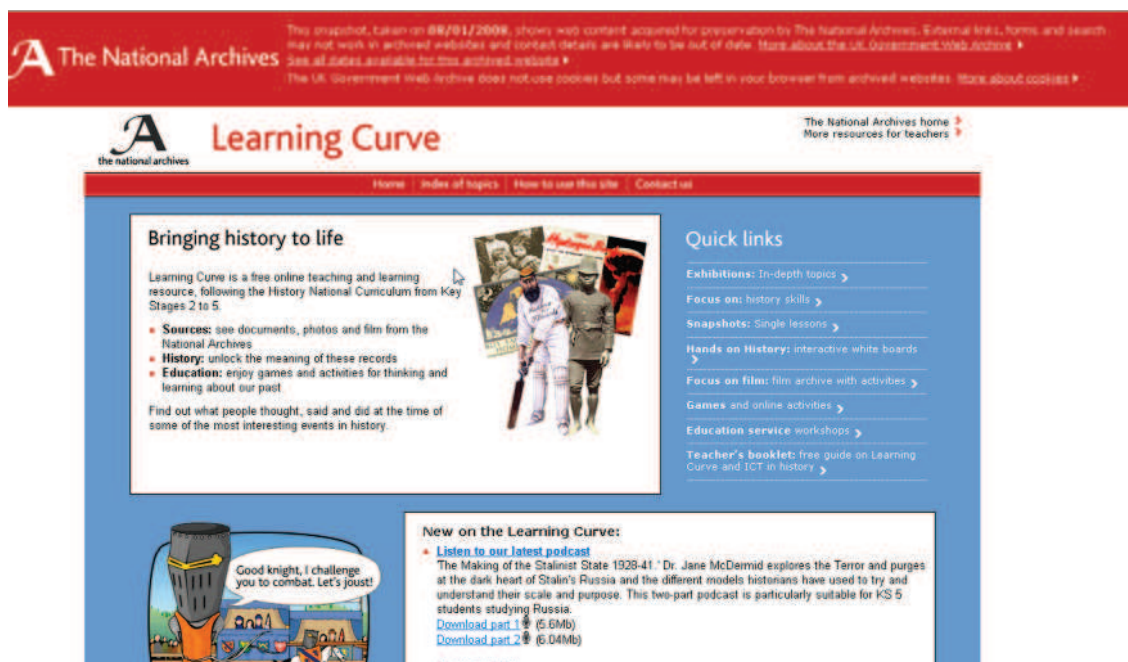 This snapshot, taken on 08/01/2008, shows web content acquired for preservation by The National Archives. External links, forms and search
may not work in archived websites and contact details are likely to be out of date. More about the UK Government Web Archive
The National Archives
See all dates available for this archived website
The UK Government Web Archive does not use cookies but some may be left in your browser from archived websites. More about cookies
the national archives
Learning Curve
The National Archives home
More resources for teachers
Home Index of topics How to use this site Contact us
Bringing history to life
Learning Curve is a free online teaching and learning
resource, following the History National Curriculum from Key
Stages 2 to 5.
Sources: see documents, photos and film from the
National Archives
History: unlock the meaning of these records
Education: enjoy games and activities for thinking and
learning about our past
Find out what people thought, said and did at the time of
some of the most interesting events in history.
Quick links
Exhibitions: In-depth topics
Focus on: history skills
Snapshots: Single lessons
Hands on History: interactive white boards
Focus on film: film archive with activities
Games and online activities
Education service workshops
Teacher's booklet: free guide on Learning
Curve and ICT in history
Good knight, I challenge
you to combat. Let's joust!
New on the Learning Curve:
Listen to our latest podcast
'The Making of the Stalinist State 1928-41.' Dr. Jane McDermid explores the Terror and purges
at the dark heart of Stalin's Russia and the different models historians have used to try and
understand their scale and purpose. This two-part podcast is particularly suitable for KS 5
students studying Russia.
Download part 1 (5.6Mb)
Download part 2 (6.04Mb)